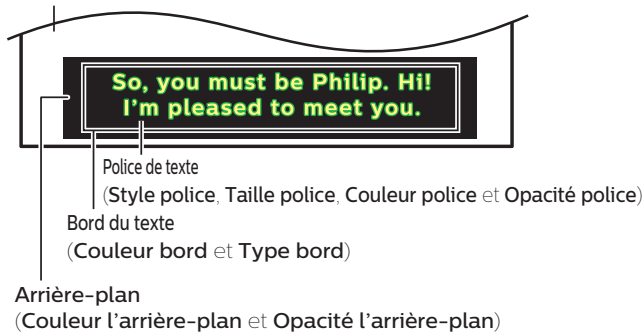 So, you must be Philip. Hi!
I'm pleased to meet you.
Police de texte
(Style police, Taille police, Couleur police et Opacité police)
Bord du texte
(Couleur bord et Type bord)
Arrière-plan
(Couleur l'arrière-plan et Opacité l'arrière-plan)